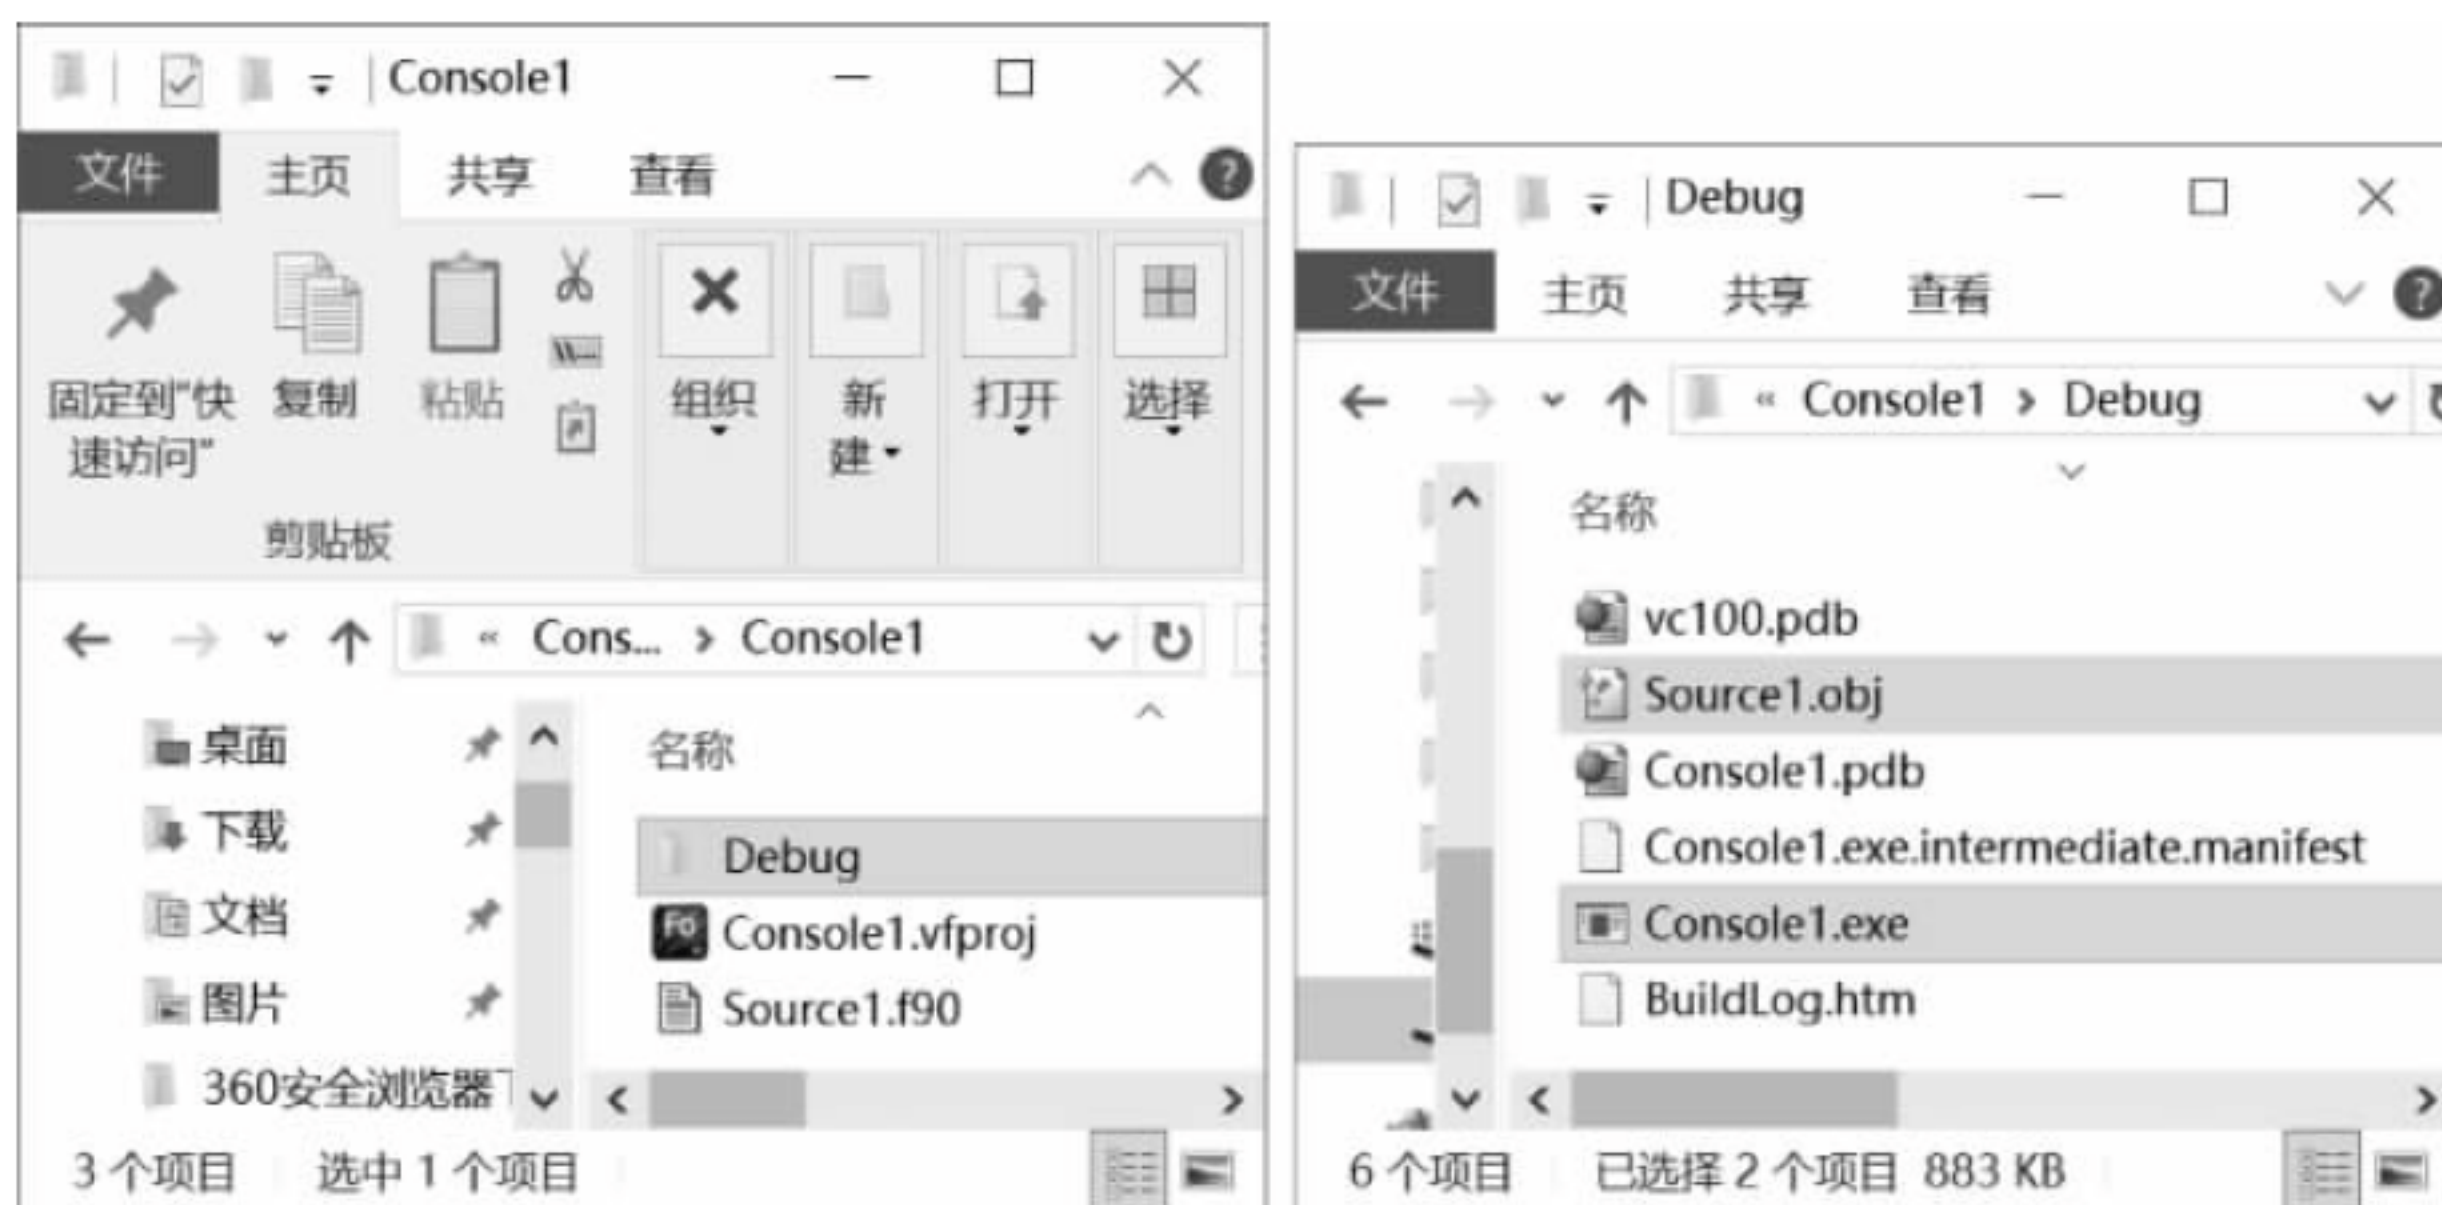 Console1
文件 主页 共享 查看
固定到"快速访问" 复制 粘贴 组织 新建 打开 选择
剪贴板
« Cons... › Console1
桌面
下载
文档
图片
360安全浏览器下
名称
Debug
Console1.vfproj
Source1.f90
3 个项目 选中 1 个项目
Debug
文件 主页 共享 查看
« Console1 › Debug
名称
vc100.pdb
Source1.obj
Console1.pdb
Console1.exe.intermediate.manifest
Console1.exe
BuildLog.htm
6 个项目 已选择 2 个项目 883 KB